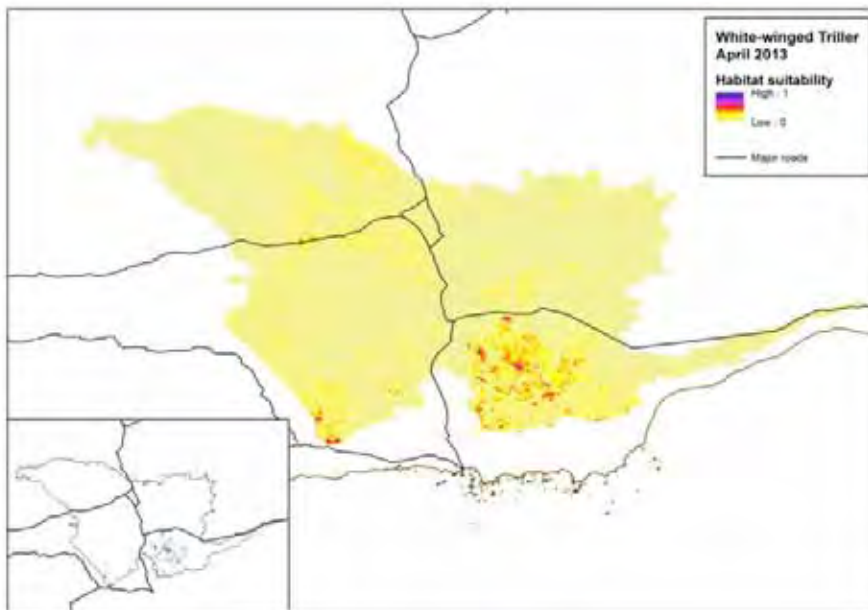 White-winged Triller
April 2013
Habitat suitability
High : 1
Low : 0
Major roads